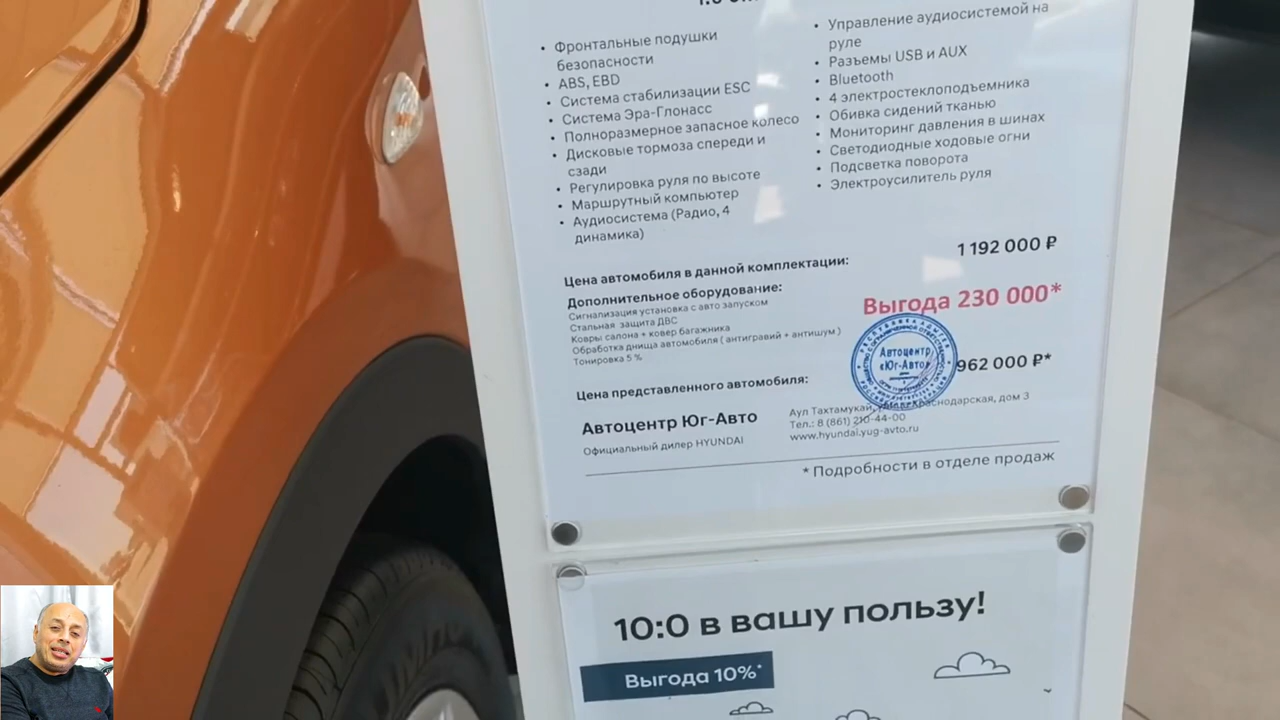 Фронтальные подушки
безопасности
ABS, EBD
Система стабилизации ESC
Система Эра-Глонасс
Полноразмерное запасное колесо
Дисковые тормоза спереди и
сзади
Регулировка руля по высоте
Маршрутный компьютер
Аудиосистема (Радио, 4
динамика)
Управление аудиосистемой на
руле
Разъемы USB и AUX
Bluetooth
4 электростеклоподъемника
Обивка сидений тканью
Мониторинг давления в шинах
Светодиодные ходовые огни
Подсветка поворота
Электроусилитель руля
Цена автомобиля в данной комплектации: 1 192 000 ₽
Дополнительное оборудование:
Сигнализация установка с авто запуском
Стальная защита ДВС
Ковры салона + ковер багажника
Обработка днища автомобиля ( антигравий + антишум )
Тонировка 5 %
Выгода 230 000*
Автоцентр
«Юг-Авто»
Цена представленного автомобиля: 962 000 ₽*
Автоцентр Юг-Авто
Официальный дилер HYUNDAI
Аул Тахтамукай, Краснодарская, дом 3
Тел.: 8 (861) 210-44-00
www.hyundai.yug-avto.ru
* Подробности в отделе продаж
10:0 в вашу пользу!
Выгода 10%*